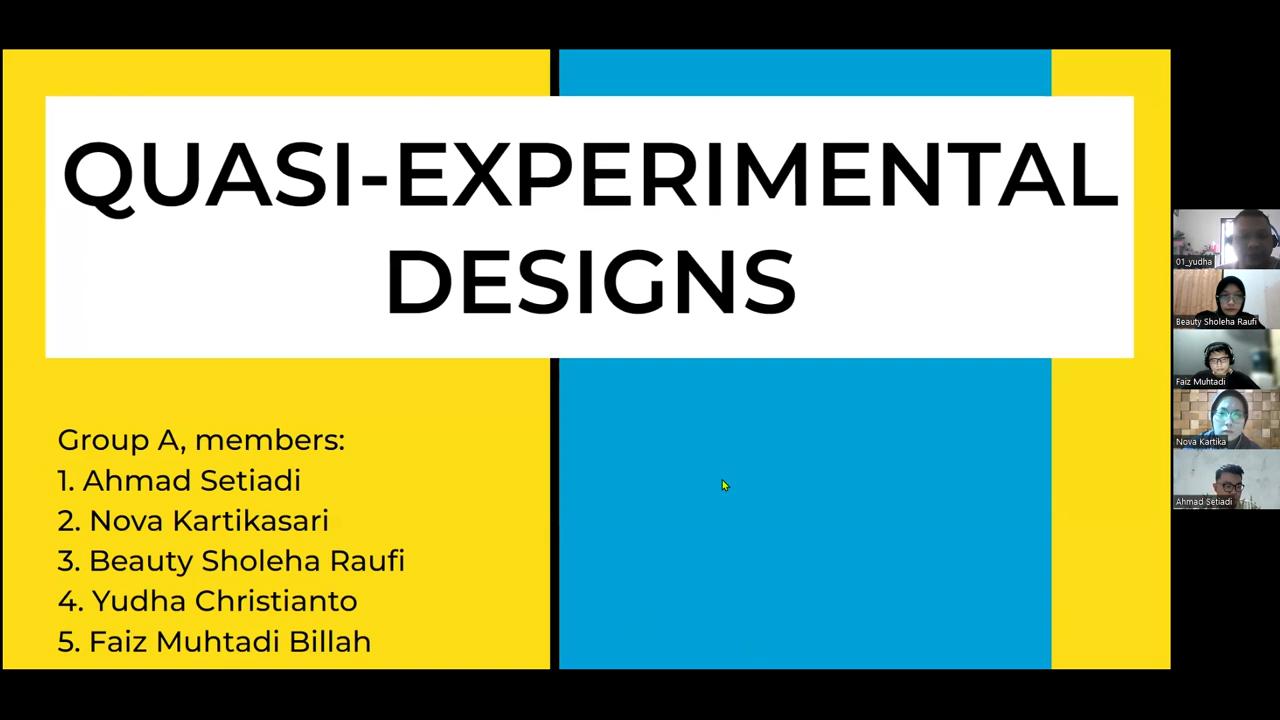 QUASI-EXPERIMENTAL
DESIGNS
Group A, members:
1. Ahmad Setiadi
2. Nova Kartikasari
3. Beauty Sholeha Raufi
4. Yudha Christianto
5. Faiz Muhtadi Billah
01_yudha
Beauty Sholeha Raufi
Faiz Muhtadi
Nova Kartika
Ahmad Setiadi